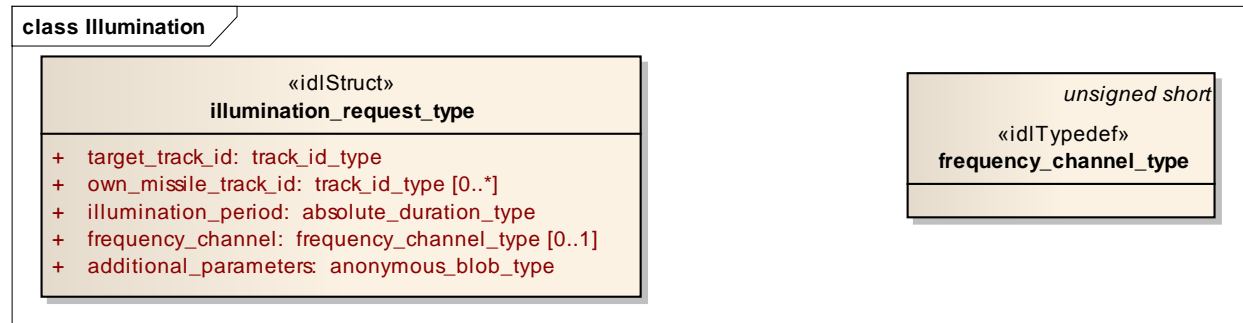 class Illumination
«idlStruct»
illumination_request_type
+ target_track_id: track_id_type
+ own_missile_track_id: track_id_type [0..*]
+ illumination_period: absolute_duration_type
+ frequency_channel: frequency_channel_type [0..1]
+ additional_parameters: anonymous_blob_type
unsigned short
«idlTypedef»
frequency_channel_type